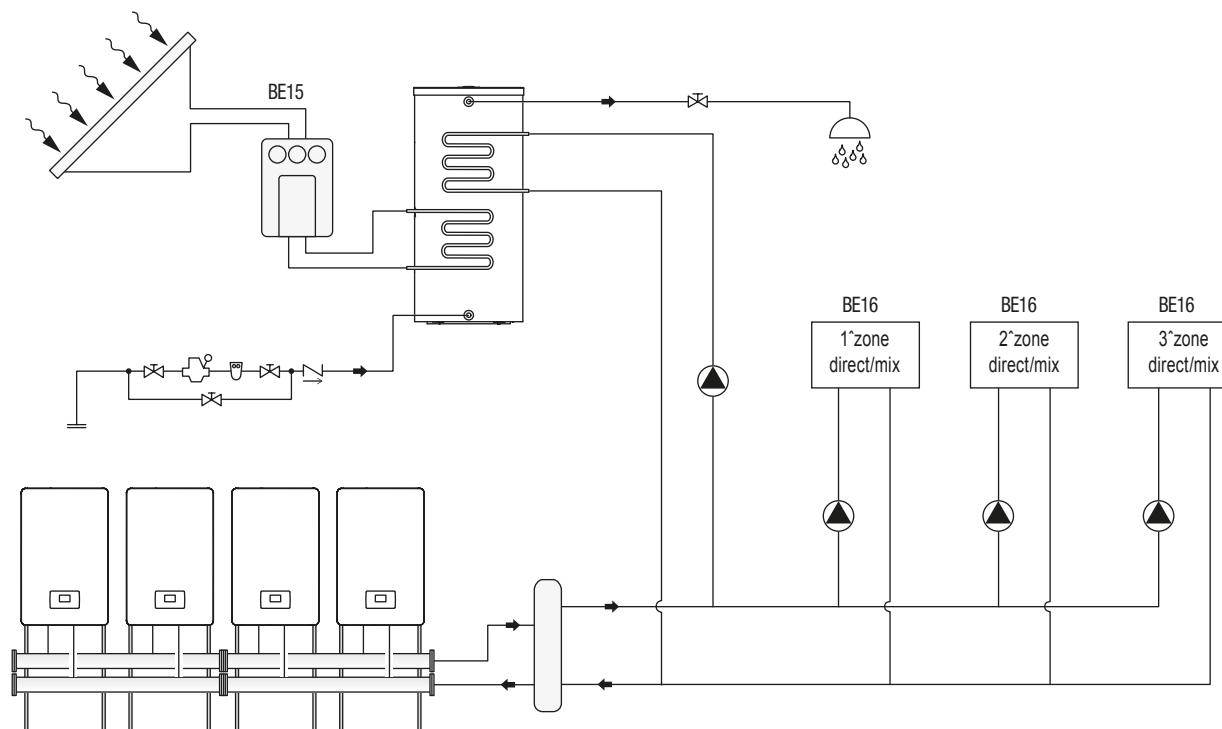 BE15
BE16
1ˆzone
direct/mix
BE16
2ˆzone
direct/mix
BE16
3ˆzone
direct/mix